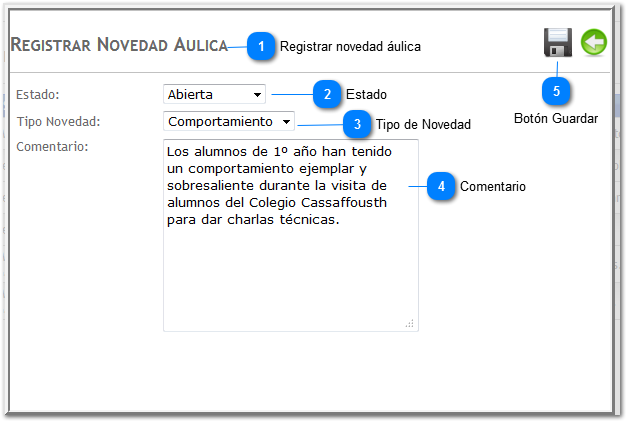 REGISTRAR NOVEDAD AULICA 1 Registrar novedad áulica
5
Botón Guardar
Estado: Abierta 2 Estado
Tipo Novedad: Comportamiento 3 Tipo de Novedad
Comentario:
Los alumnos de 1º año han tenido
un comportamiento ejemplar y
sobresaliente durante la visita de
alumnos del Colegio Cassaffousth
para dar charlas técnicas.
4 Comentario